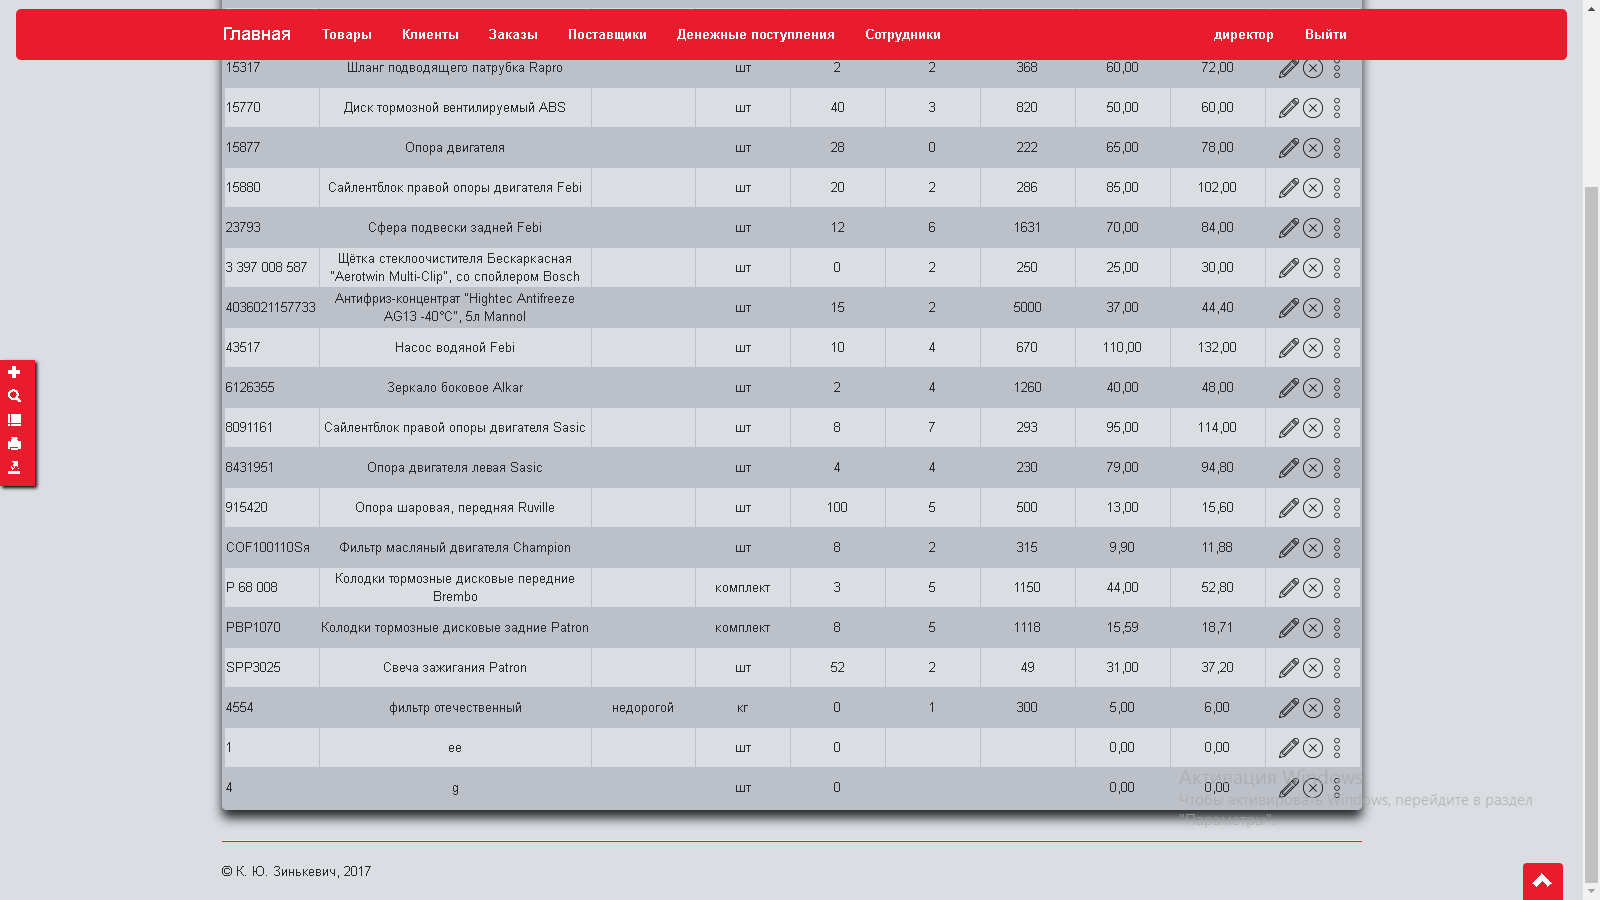 Главная Товары Клиенты Заказы Поставщики Денежные поступления Сотрудники директор Выйти
15317 Шланг подводящего патрубка Rapro шт 2 2 368 60,00 72,00
15770 Диск тормозной вентилируемый ABS шт 40 3 820 50,00 60,00
15877 Опора двигателя шт 28 0 222 65,00 78,00
15880 Сайлентблок правой опоры двигателя Febi шт 20 2 286 85,00 102,00
23793 Сфера подвески задней Febi шт 12 6 1631 70,00 84,00
3 397 008 587 Щётка стеклоочистителя Бескаркасная
"Aerotwin Multi-Clip", со спойлером Bosch шт 0 2 250 25,00 30,00
4036021157733 Антифриз-концентрат "Hightec Antifreeze
AG13 -40°C", 5л Mannol шт 15 2 5000 37,00 44,40
43517 Насос водяной Febi шт 10 4 670 110,00 132,00
6126355 Зеркало боковое Alkar шт 2 4 1260 40,00 48,00
8091161 Сайлентблок правой опоры двигателя Sasic шт 8 7 293 95,00 114,00
8431951 Опора двигателя левая Sasic шт 4 4 230 79,00 94,80
915420 Опора шаровая, передняя Ruville шт 100 5 500 13,00 15,60
COF100110Sя Фильтр масляный двигателя Champion шт 8 2 315 9,90 11,88
P 68 008 Колодки тормозные дисковые передние
Brembo комплект 3 5 1150 44,00 52,80
PBP1070 Колодки тормозные дисковые задние Patron комплект 8 5 1118 15,59 18,71
SPP3025 Свеча зажигания Patron шт 52 2 49 31,00 37,20
4554 фильтр отечественный недорогой кг 0 1 300 5,00 6,00
1 ее шт 0 0,00 0,00
4 g шт 0 0,00 0,00
Активация Windows
Чтобы активировать Windows, перейдите в раздел
"Параметры".
© К. Ю. Зинькевич, 2017